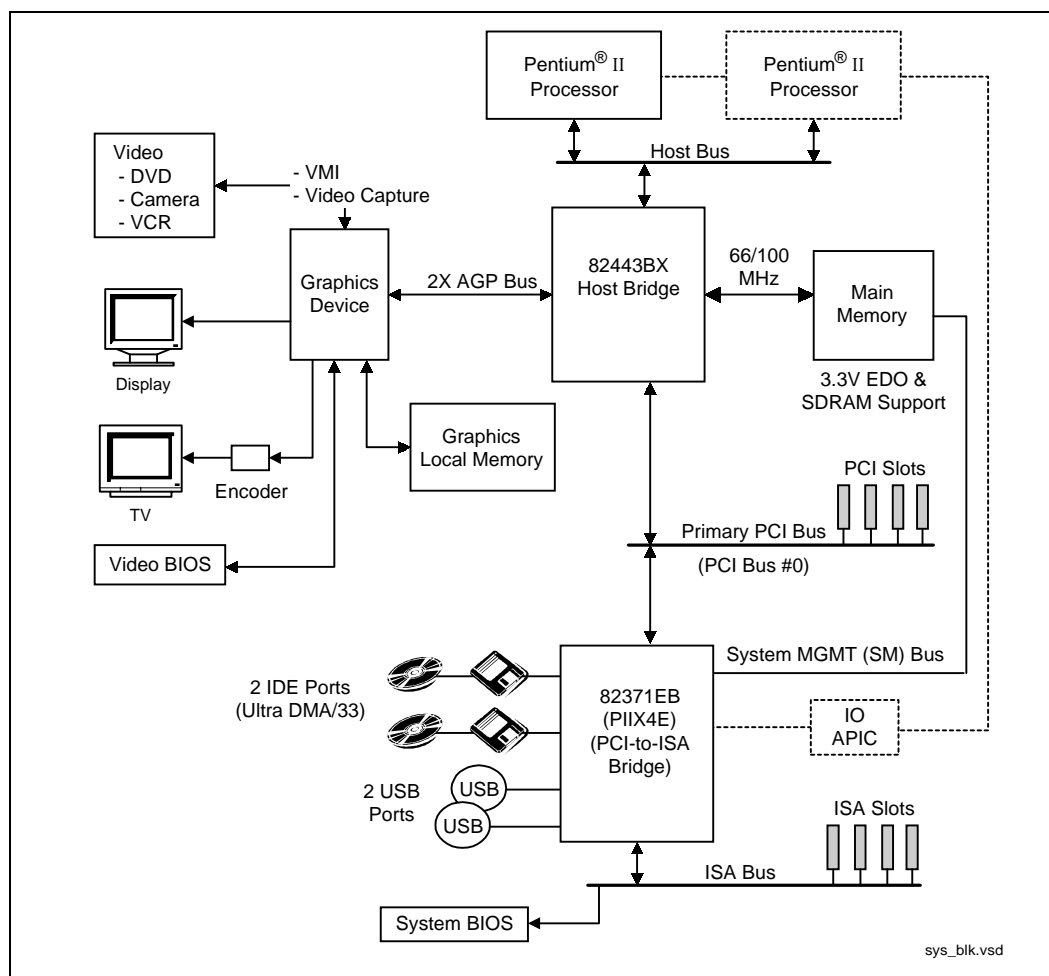 Pentium® II
Processor
Pentium® II
Processor
Host Bus
Video
- DVD
- Camera
- VCR
- VMI
- Video Capture
Graphics
Device
2X AGP Bus
82443BX
Host Bridge
66/100
MHz
Main
Memory
3.3V EDO &
SDRAM Support
Display
Graphics
Local Memory
TV
Encoder
Video BIOS
PCI Slots
Primary PCI Bus
(PCI Bus #0)
System MGMT (SM) Bus
2 IDE Ports
(Ultra DMA/33)
82371EB
(PIIX4E)
(PCI-to-ISA
Bridge)
IO
APIC
2 USB
Ports
USB
USB
ISA Slots
ISA Bus
System BIOS
sys_blk.vsd